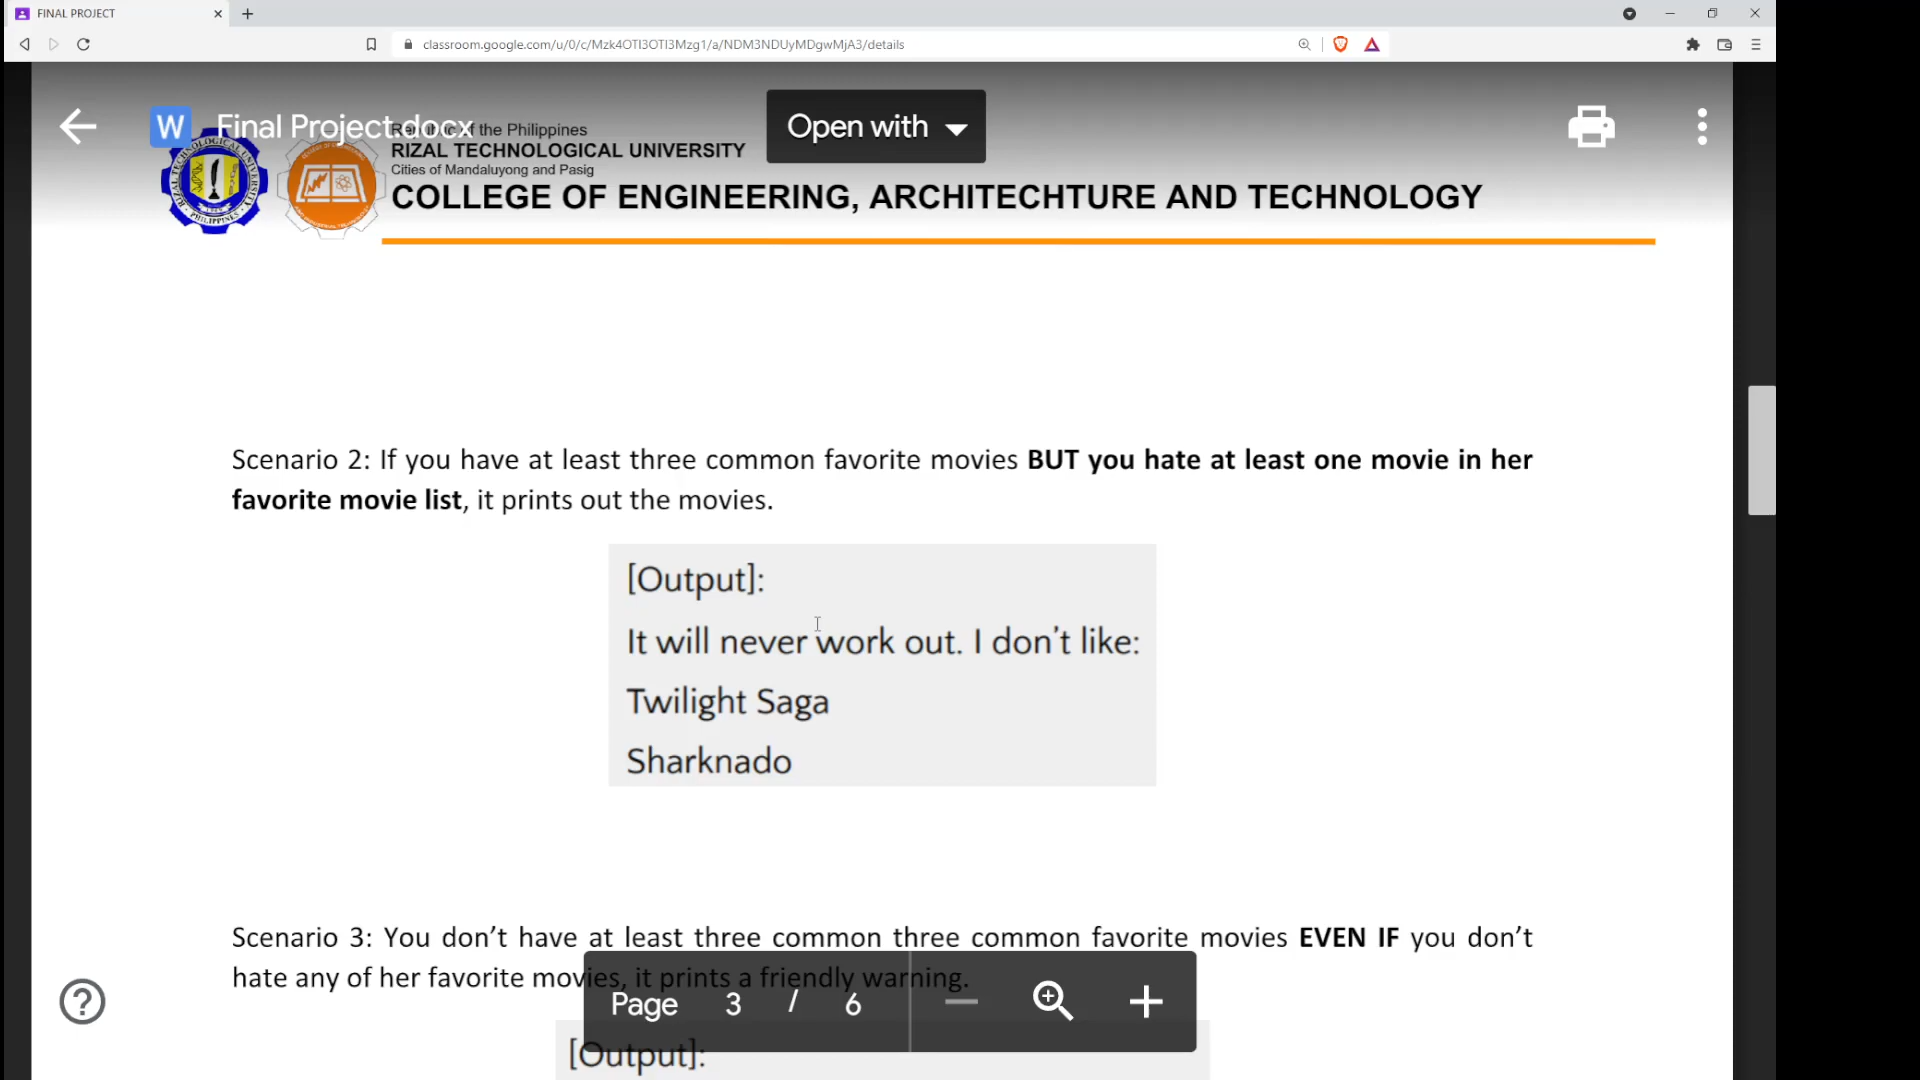 FINAL PROJECT
classroom.google.com/u/0/c/Mzk4OTI3OTI3Mzg1/a/NDM3NDUyMDgwMjA3/details
W Final Project.docx
Open with
Republic of the Philippines
RIZAL TECHNOLOGICAL UNIVERSITY
Cities of Mandaluyong and Pasig
COLLEGE OF ENGINEERING, ARCHITECHTURE AND TECHNOLOGY
Scenario 2: If you have at least three common favorite movies BUT you hate at least one movie in her
favorite movie list, it prints out the movies.
[Output]:
It will never work out. I don't like:
Twilight Saga
Sharknado
Scenario 3: You don't have at least three common three common favorite movies EVEN IF you don't
hate any of her favorite movies, it prints a friendly warning.
Page 3 / 6
[Output]: